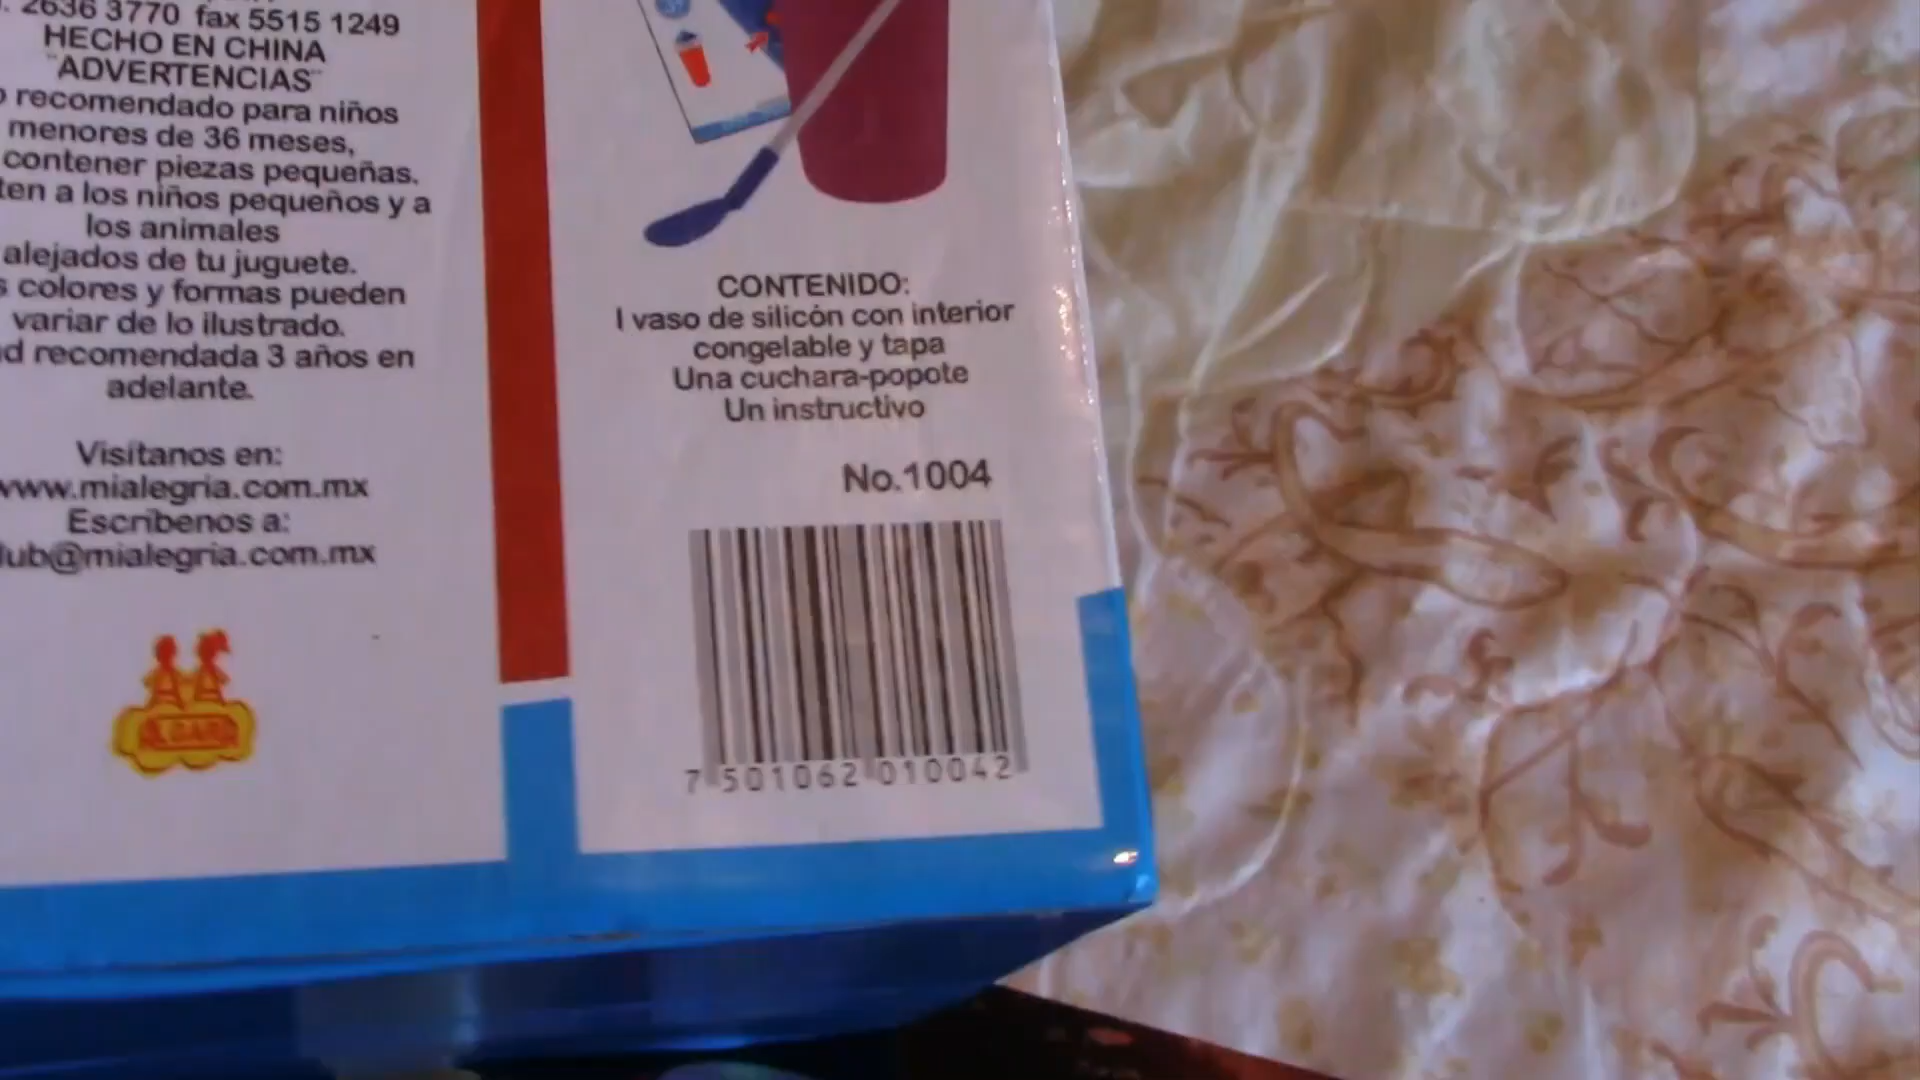 2636 3770 fax 5515 1249
HECHO EN CHINA
"ADVERTENCIAS"
recomendado para niños
menores de 36 meses,
contener piezas pequeñas.
ten a los niños pequeños y a
los animales
alejados de tu juguete.
s colores y formas pueden
variar de lo ilustrado.
d recomendada 3 años en
adelante.
Visítanos en:
www.mialegria.com.mx
Escríbenos a:
lub@mialegria.com.mx
CONTENIDO:
1 vaso de silicón con interior
congelable y tapa
Una cuchara-popote
Un instructivo
No.1004
7 501062 010042